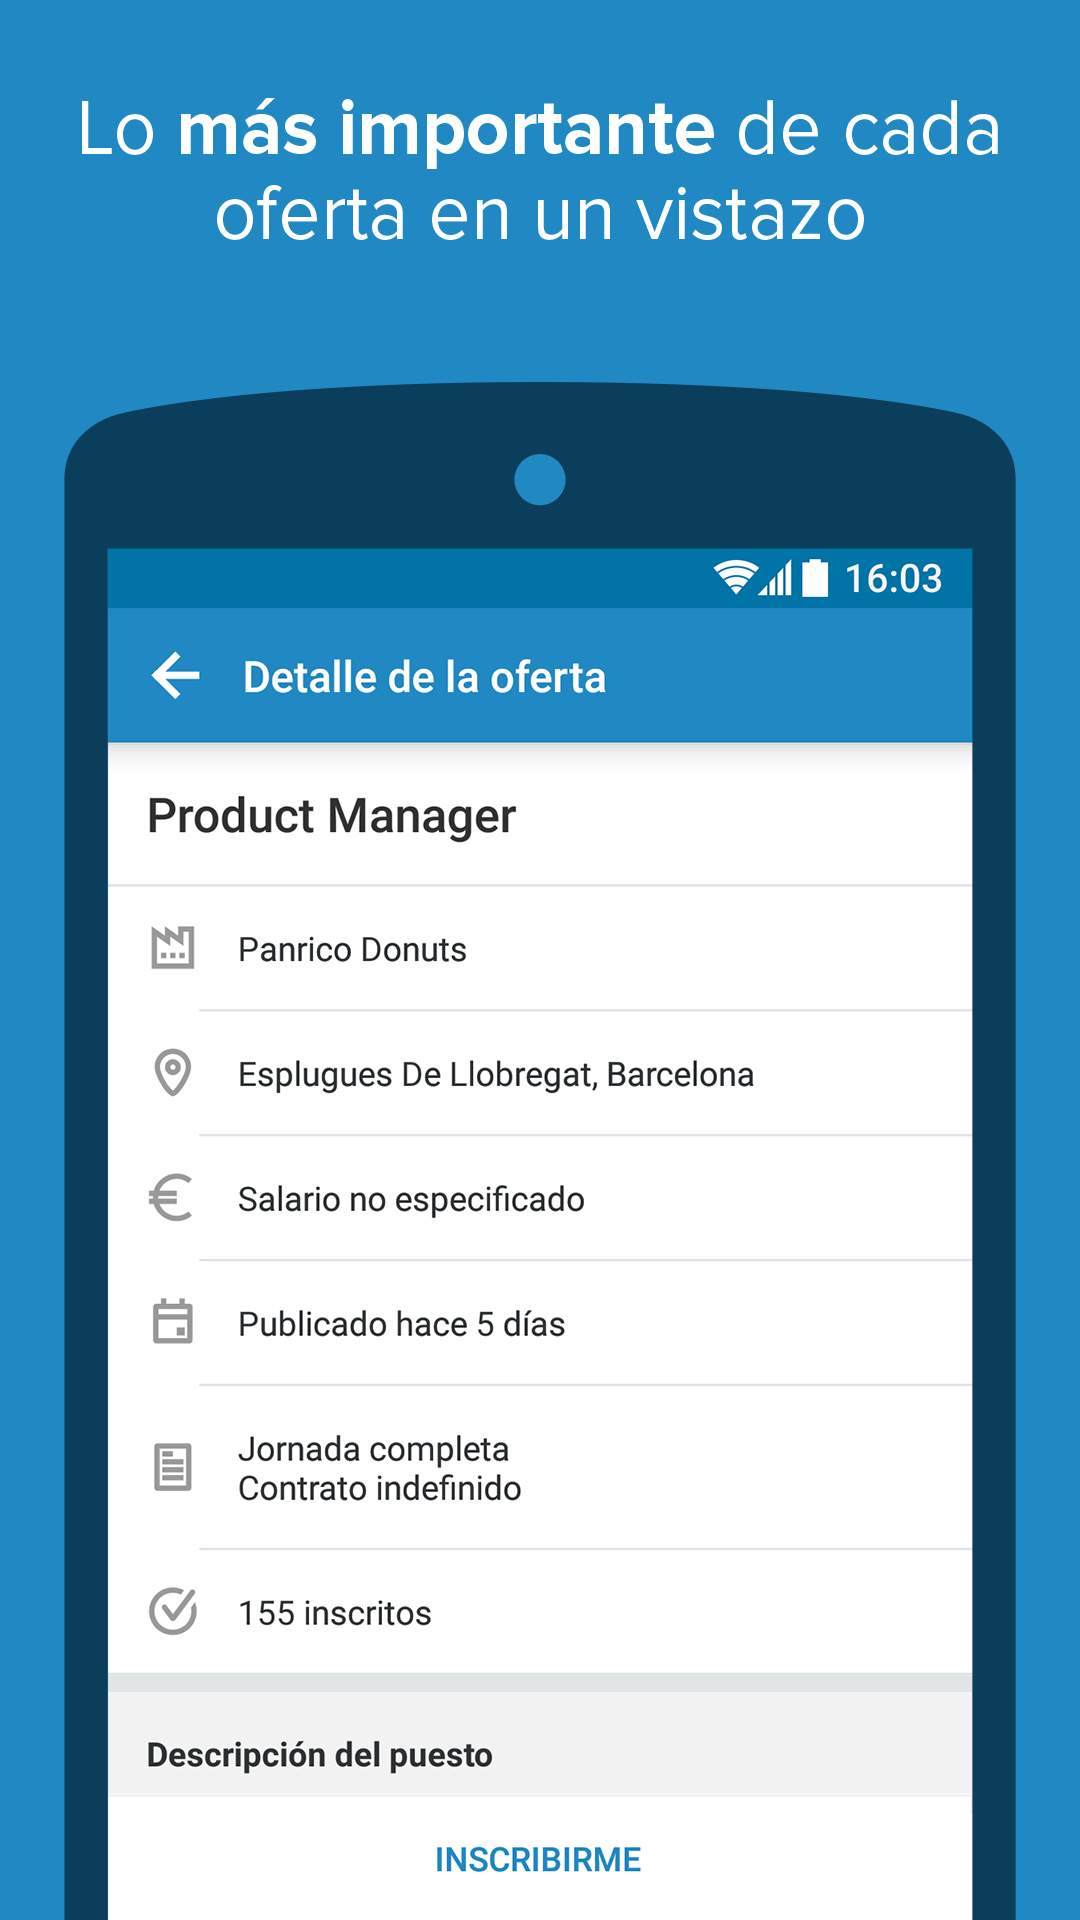 Lo más importante de cada
oferta en un vistazo
16:03
Detalle de la oferta
Product Manager
Panrico Donuts
Esplugues De Llobregat, Barcelona
Salario no especificado
Publicado hace 5 días
Jornada completa
Contrato indefinido
155 inscritos
Descripción del puesto
INSCRIBIRME